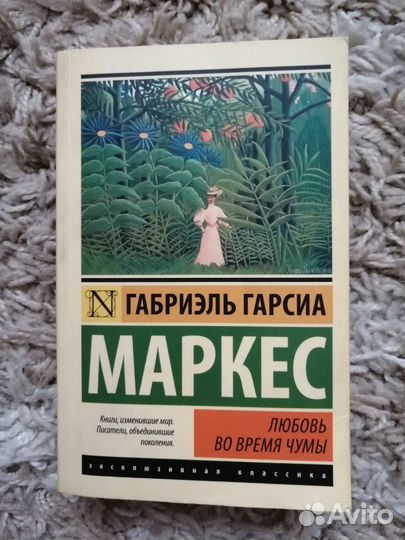 N
ГАБРИЭЛЬ ГАРСИА
МАРКЕС
Книги, изменившие мир.
Писатели, объединившие
поколения.
ЛЮБОВЬ
ВО ВРЕМЯ ЧУМЫ
эксклюзивная классика
Avito